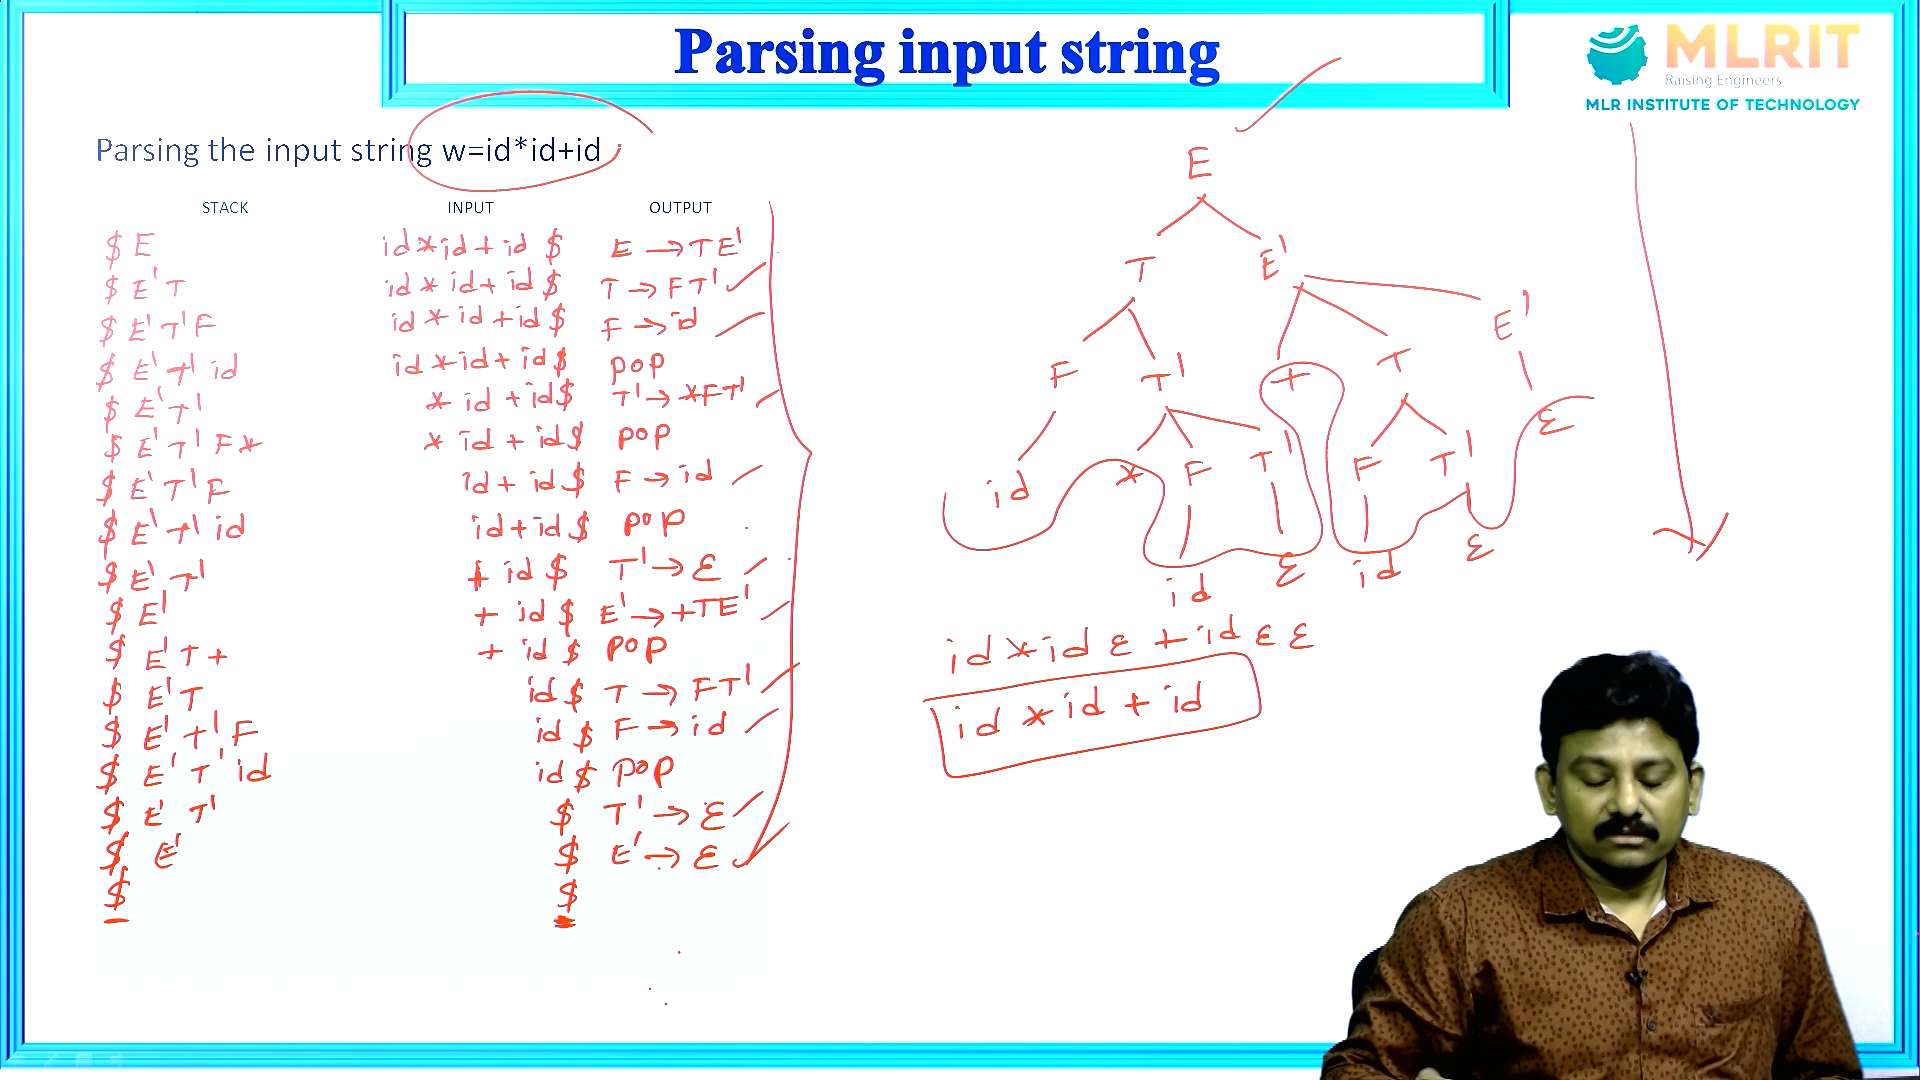 Parsing input string
MLRIT
Raising Engineers
MLR INSTITUTE OF TECHNOLOGY
Parsing the input string w=id*id+id
STACK INPUT OUTPUT
$ E id*id+id $ E → TE'
$ E'T id*id+id $ T → FT'
$ E'T'F id*id+id $ F → id
$ E'T' id id*id+id $ pop
$ E'T' *id+id $ T' → *FT'
$ E'T'F* *id+id $ pop
$ E'T'F id+id $ F → id
$ E'T' id id+id $ pop
$ E'T' +id $ T' → ε
$ E' +id $ E' → +TE'
$ E'T+ +id $ pop
$ E'T id $ T → FT'
$ E'T'F id $ F → id
$ E'T' id id $ pop
$ E'T' $ T' → ε
$ E' $ E' → ε
$ $
E
T E'
F T' + T E'
id * F T' F T' ε
id ε id ε
id*id ε + id ε ε
id * id + id